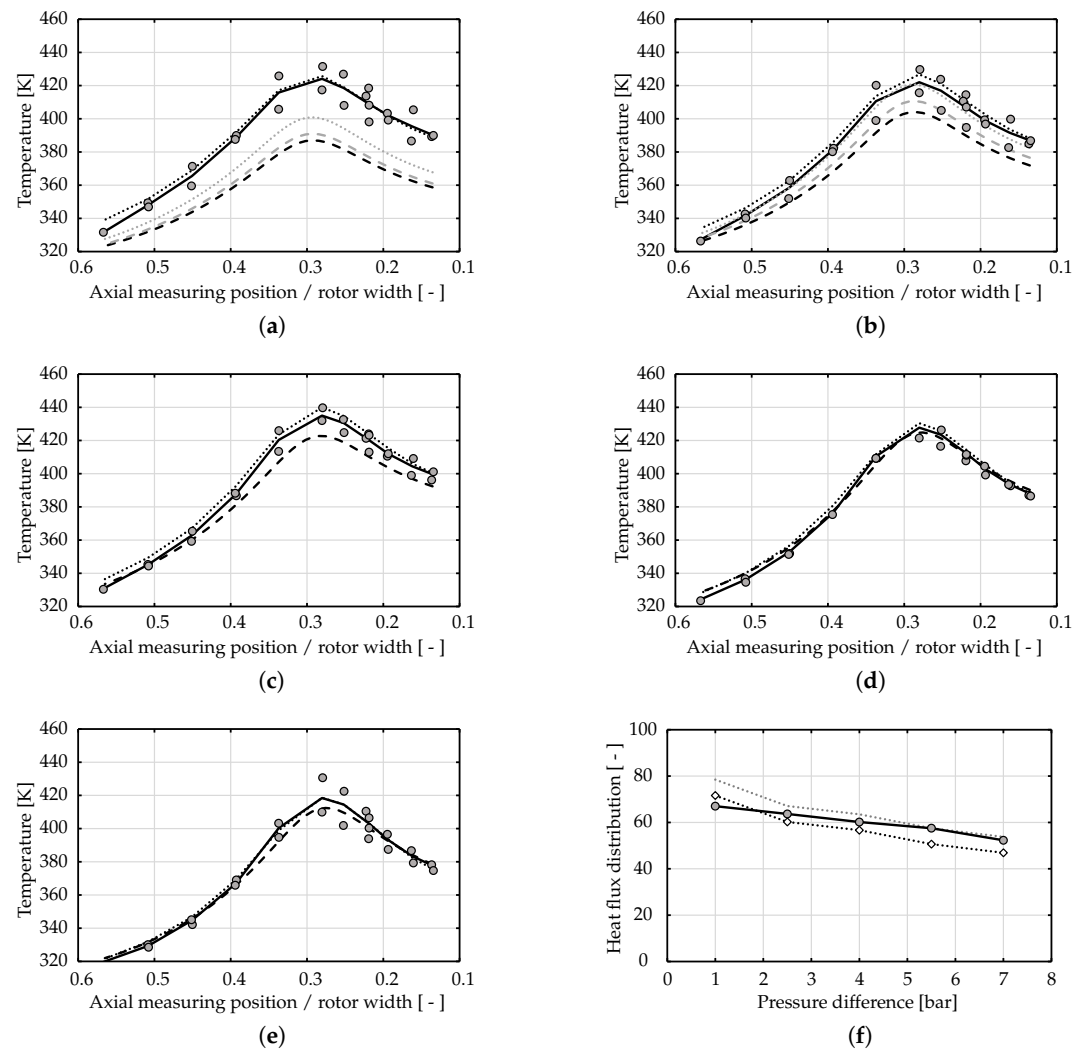 460
440
420
400
380
360
340
320
Temperature [K]
0.6 0.5 0.4 0.3 0.2 0.1
Axial measuring position / rotor width [ - ]
(a)
460
440
420
400
380
360
340
320
Temperature [K]
0.6 0.5 0.4 0.3 0.2 0.1
Axial measuring position / rotor width [ - ]
(b)
460
440
420
400
380
360
340
320
Temperature [K]
0.6 0.5 0.4 0.3 0.2 0.1
Axial measuring position / rotor width [ - ]
(c)
460
440
420
400
380
360
340
320
Temperature [K]
0.6 0.5 0.4 0.3 0.2 0.1
Axial measuring position / rotor width [ - ]
(d)
460
440
420
400
380
360
340
320
Temperature [K]
0.6 0.5 0.4 0.3 0.2 0.1
Axial measuring position / rotor width [ - ]
(e)
100
80
60
40
20
0
Heat flux distribution [ - ]
0 1 2 3 4 5 6 7 8
Pressure difference [bar]
(f)